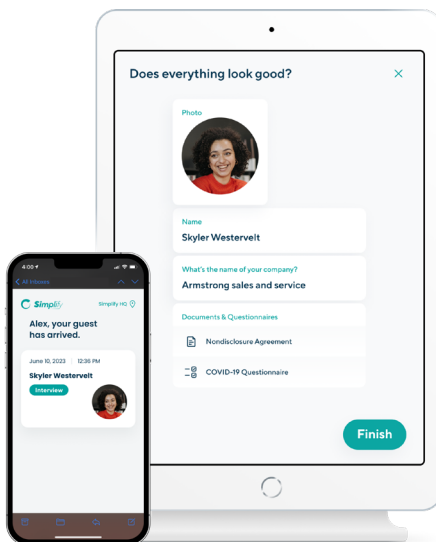 Does everything look good?
Photo
Name
Skyler Westervelt
What's the name of your company?
Armstrong sales and service
Documents & Questionnaires
Nondisclosure Agreement
COVID-19 Questionnaire
Finish
4:00
All Inboxes
Simplify
Simplify HQ
Alex, your guest
has arrived.
June 10, 2023 | 12:36 PM
Skyler Westervelt
Interview